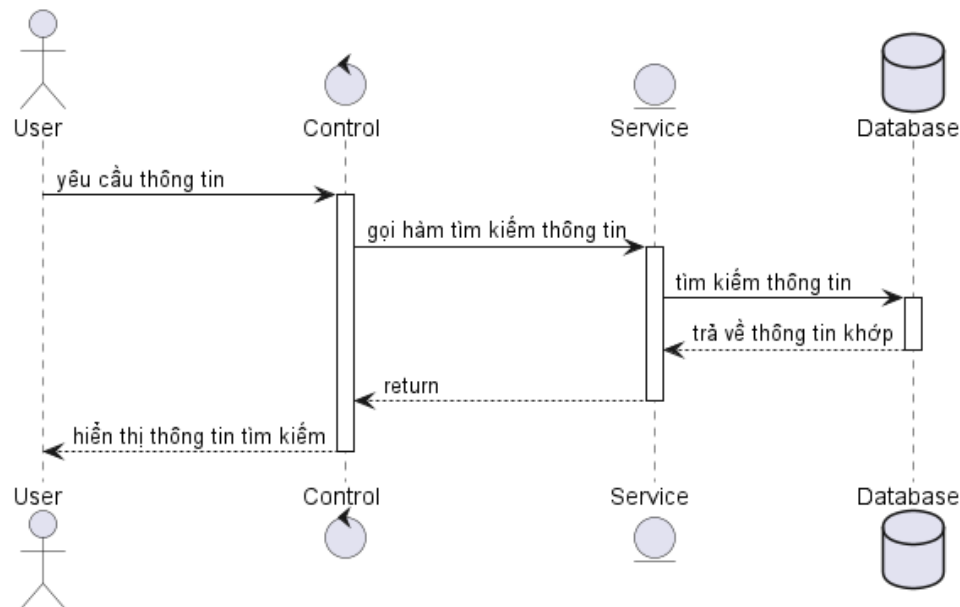 User
Control
Service
Database
yêu cầu thông tin
gọi hàm tìm kiếm thông tin
tìm kiếm thông tin
trả về thông tin khớp
return
hiển thị thông tin tìm kiếm
User
Control
Service
Database